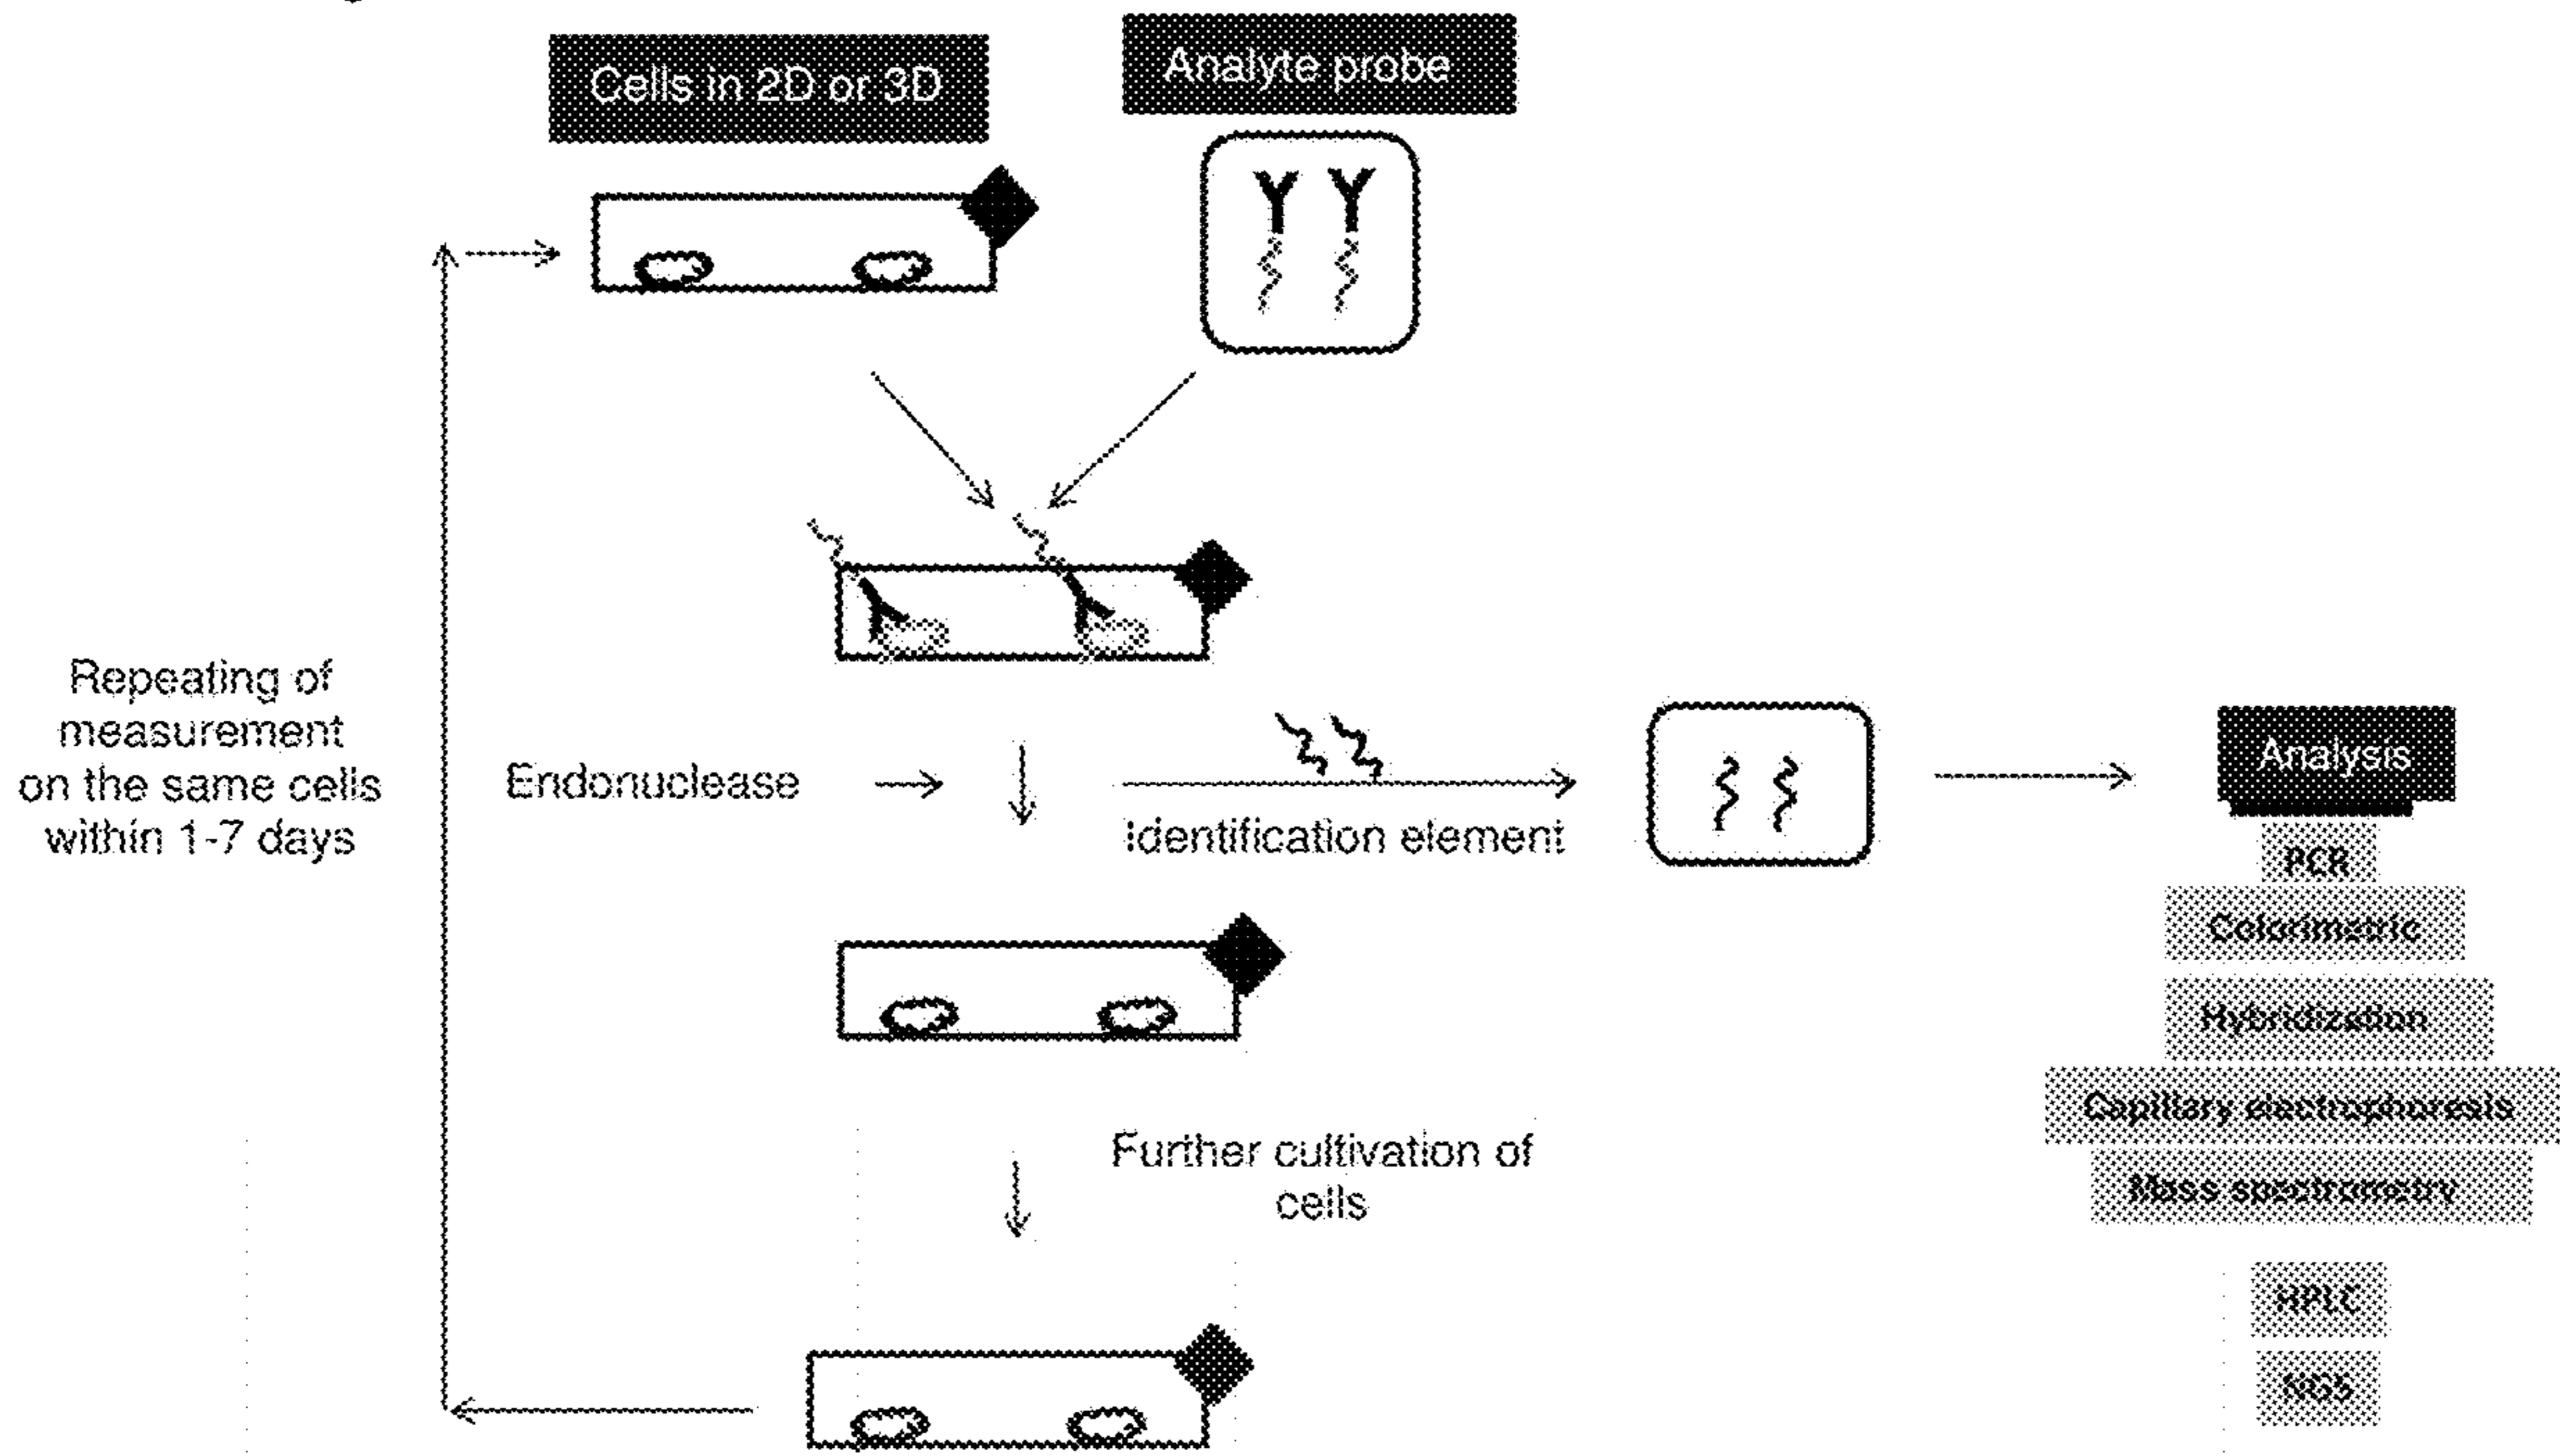 Cells in 2D or 3D
Analyte probe
Repeating of
measurement
on the same cells
within 1-7 days
Endonuclease
Identification element
Analysis
PCR
Colorimetric
Hybridization
Capillary electrophoresis
Mass spectrometry
HPLC
NGS
Further cultivation of
cells